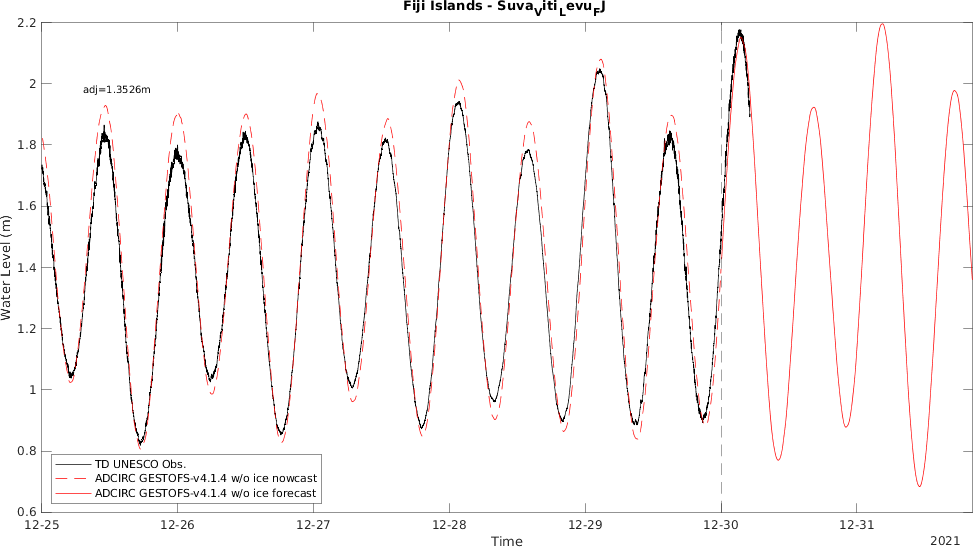 Fiji Islands - SuvaVitiLevuFJ
2.2
2
1.8
1.6
1.4
1.2
1
0.8
0.6
Water Level (m)
adj=1.3526m
TD UNESCO Obs.
ADCIRC GESTOFS-v4.1.4 w/o ice nowcast
ADCIRC GESTOFS-v4.1.4 w/o ice forecast
12-25 12-26 12-27 12-28 12-29 12-30 12-31
Time
2021